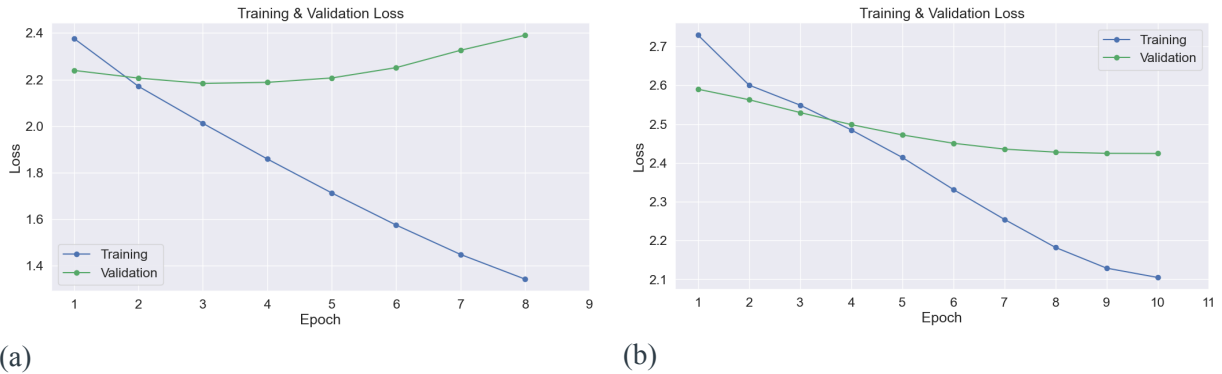 Training & Validation Loss
2.4
2.2
2.0
1.8
1.6
1.4
Loss
Training
Validation
1 2 3 4 5 6 7 8 9
Epoch
(a)
Training & Validation Loss
2.7
2.6
2.5
2.4
2.3
2.2
2.1
Loss
Training
Validation
1 2 3 4 5 6 7 8 9 10 11
Epoch
(b)